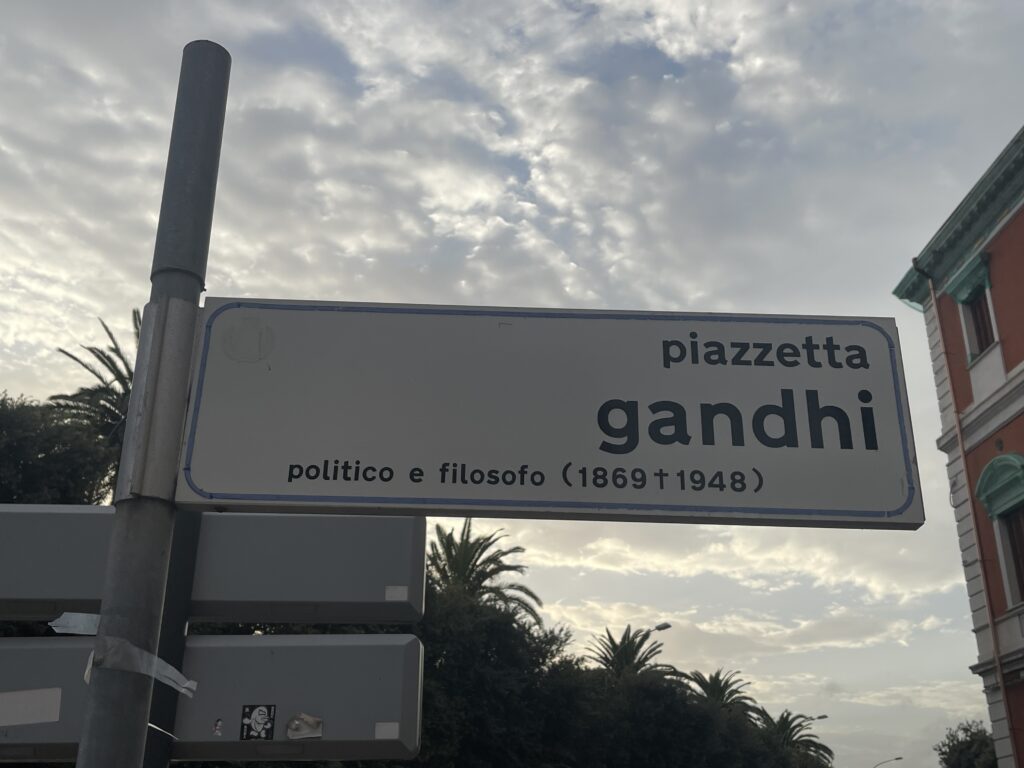 piazzetta
gandhi
politico e filosofo (1869†1948)